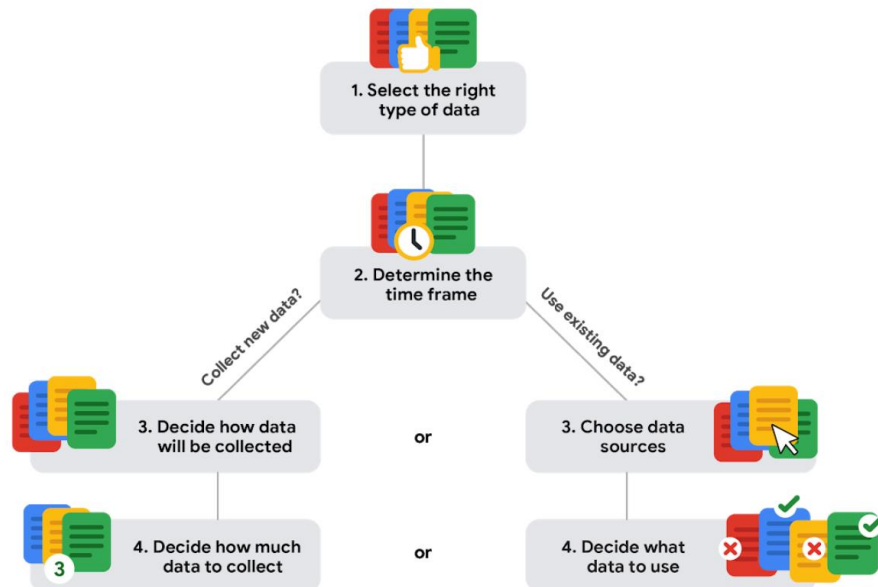 1. Select the right
type of data
2. Determine the
time frame
Collect new data?
Use existing data?
3. Decide how data
will be collected
or
3. Choose data
sources
3
4. Decide how much
data to collect
or
4. Decide what
data to use